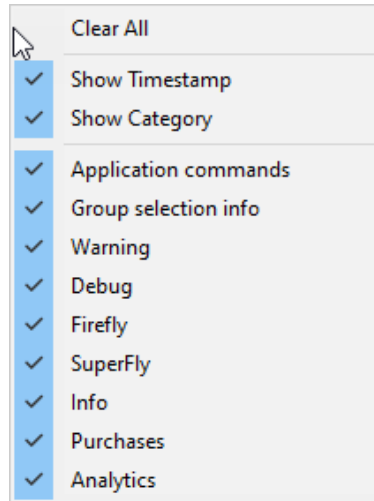 Clear All
Show Timestamp
Show Category
Application commands
Group selection info
Warning
Debug
Firefly
SuperFly
Info
Purchases
Analytics